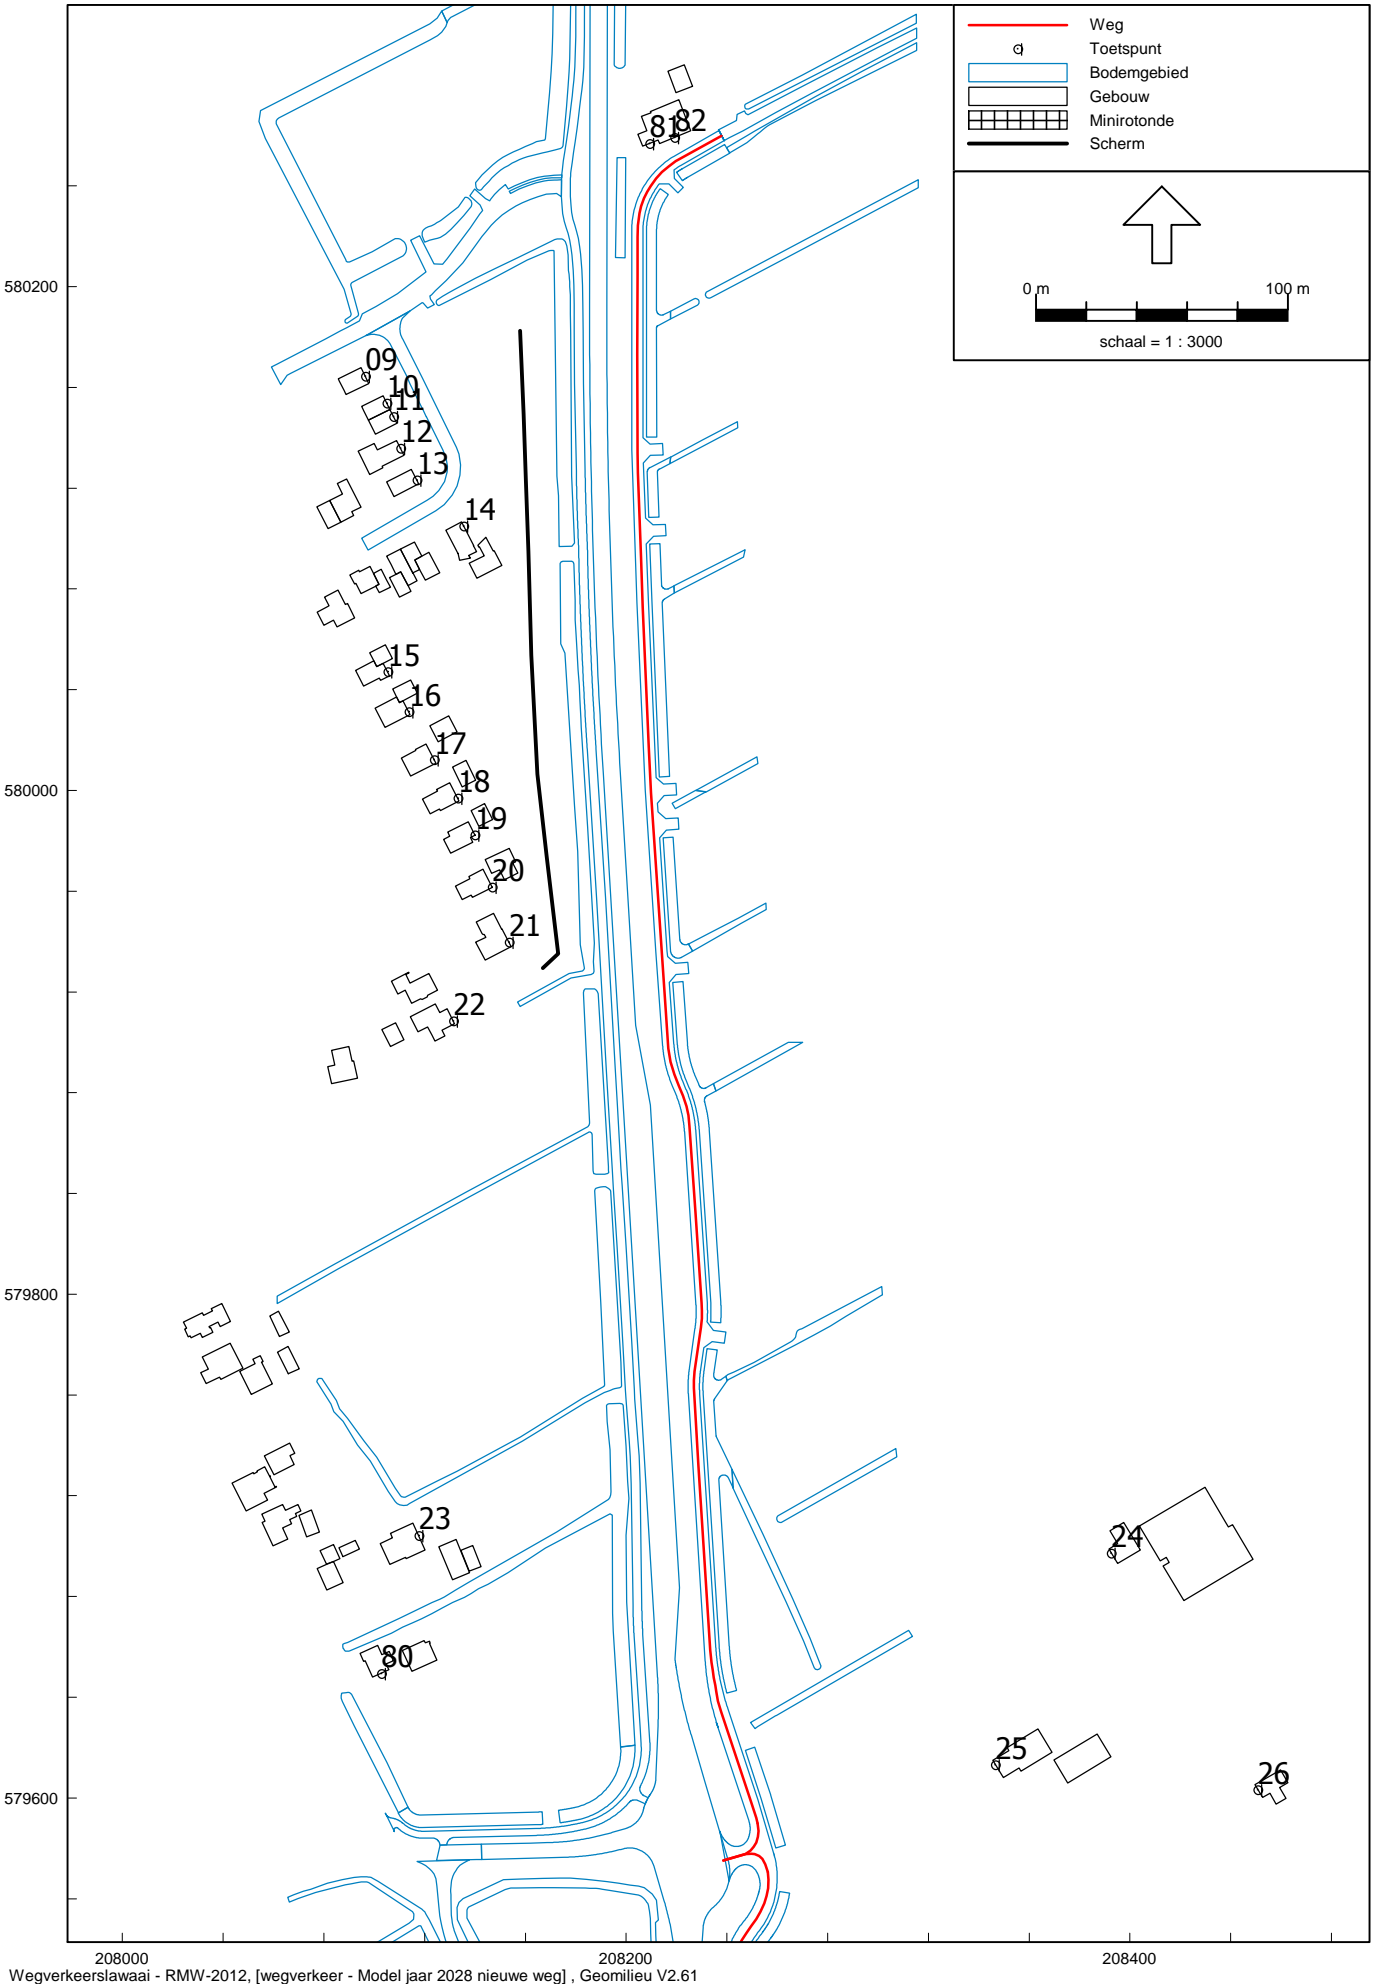 Weg
Toetspunt
Bodemgebied
Gebouw
Minirotonde
Scherm
0 m 100 m
schaal = 1 : 3000
81 82
580200
09
10
11
12
13
14
15
16
17
580000
18
19
20
21
22
579800
23
24
80
25
26
579600
208000 208200 208400
Wegverkeerslawaai - RMW-2012, [wegverkeer - Model jaar 2028 nieuwe weg] , Geomilieu V2.61